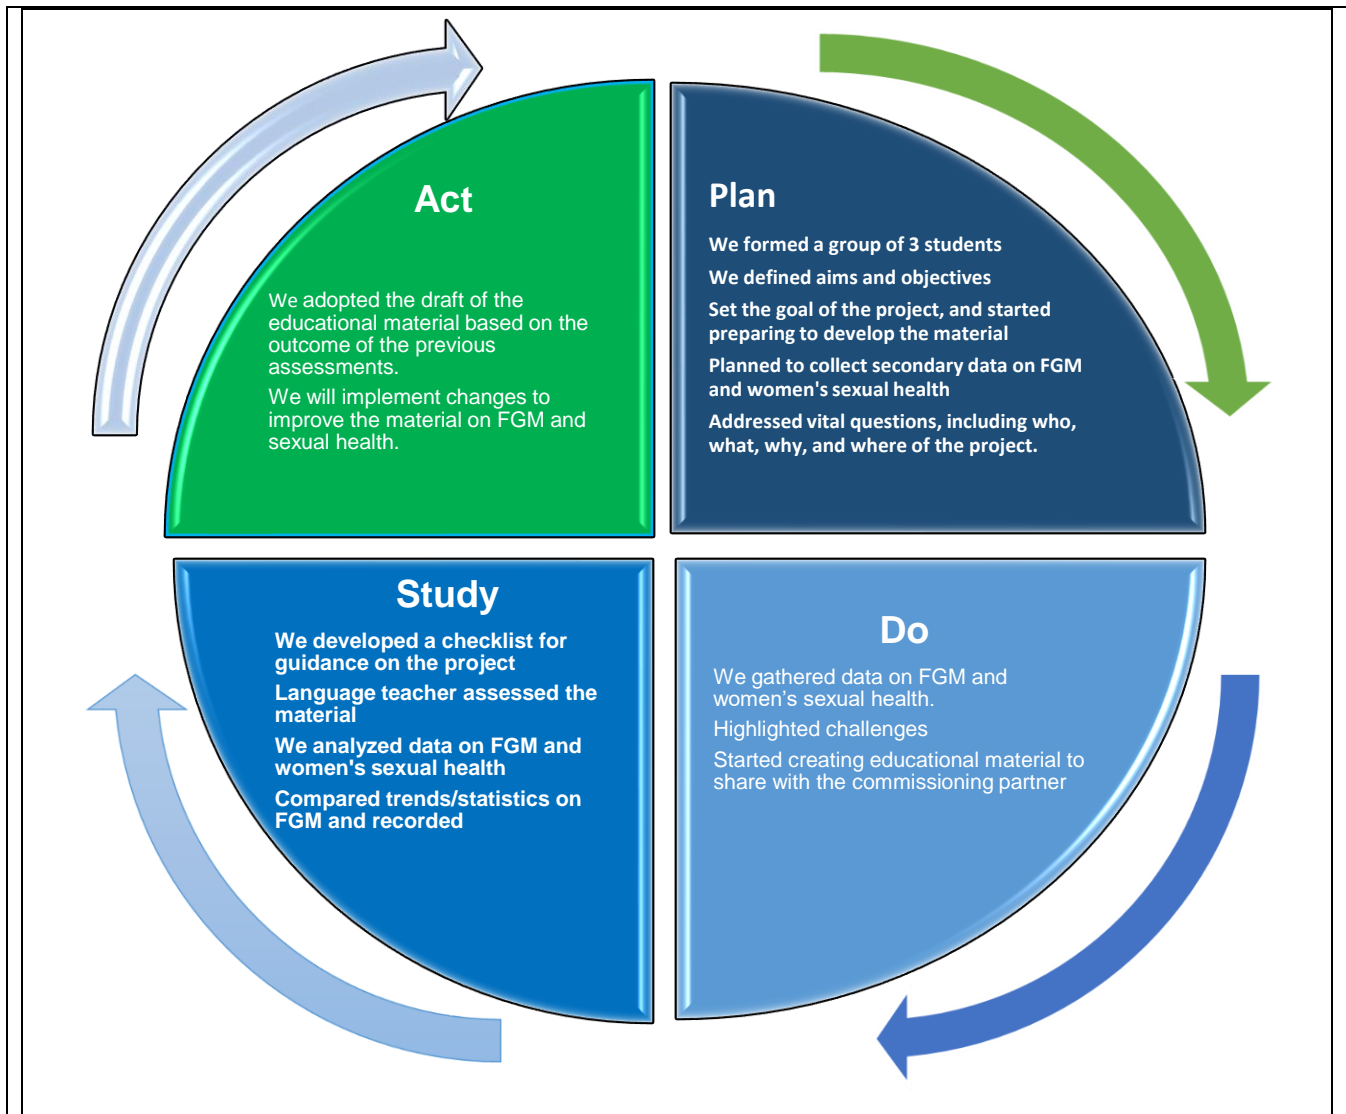 Act
We adopted the draft of the
educational material based on the
outcome of the previous
assessments.
We will implement changes to
improve the material on FGM and
sexual health.
Plan
We formed a group of 3 students
We defined aims and objectives
Set the goal of the project, and started
preparing to develop the material
Planned to collect secondary data on FGM
and women's sexual health
Addressed vital questions, including who,
what, why, and where of the project.
Study
We developed a checklist for
guidance on the project
Language teacher assessed the
material
We analyzed data on FGM and
women's sexual health
Compared trends/statistics on
FGM and recorded
Do
We gathered data on FGM and
women’s sexual health.
Highlighted challenges
Started creating educational material to
share with the commissioning partner